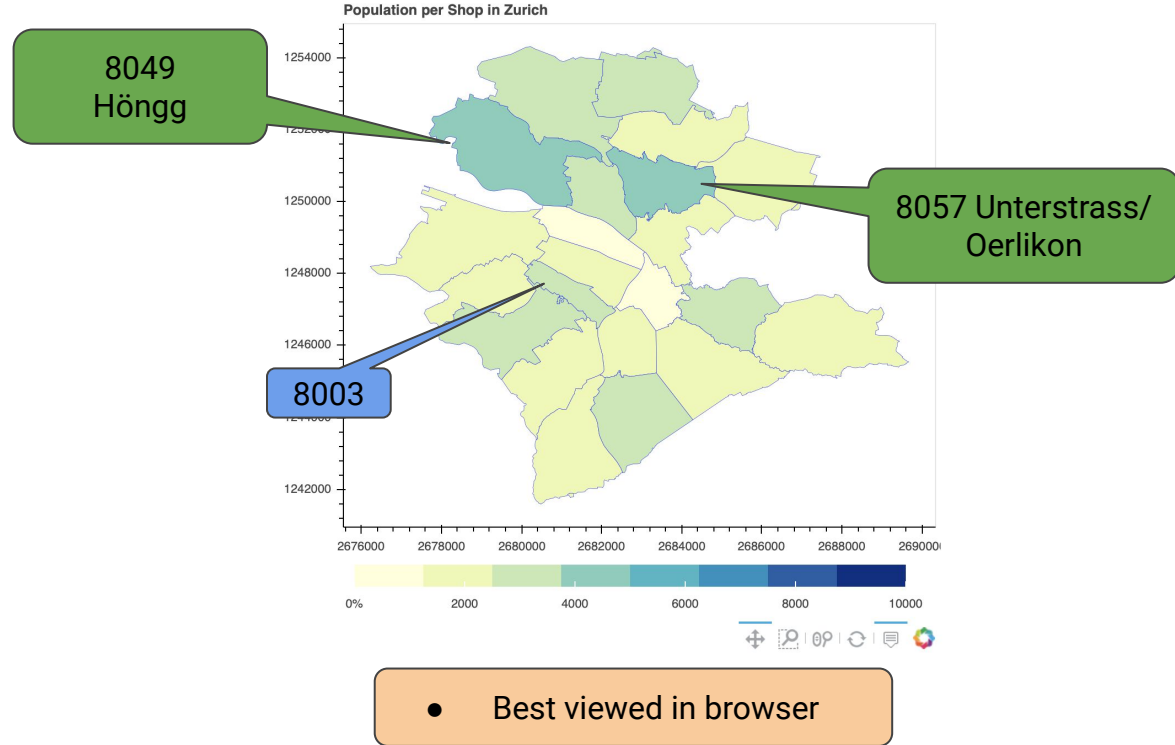 Population per Shop in Zurich
8049
Höngg
1254000
1250000
8057 Unterstrass/
Oerlikon
1248000
1246000
8003
1242000
2676000 2678000 2680000 2682000 2684000 2686000 2688000
0% 2000 4000 6000 8000 10000
● Best viewed in browser